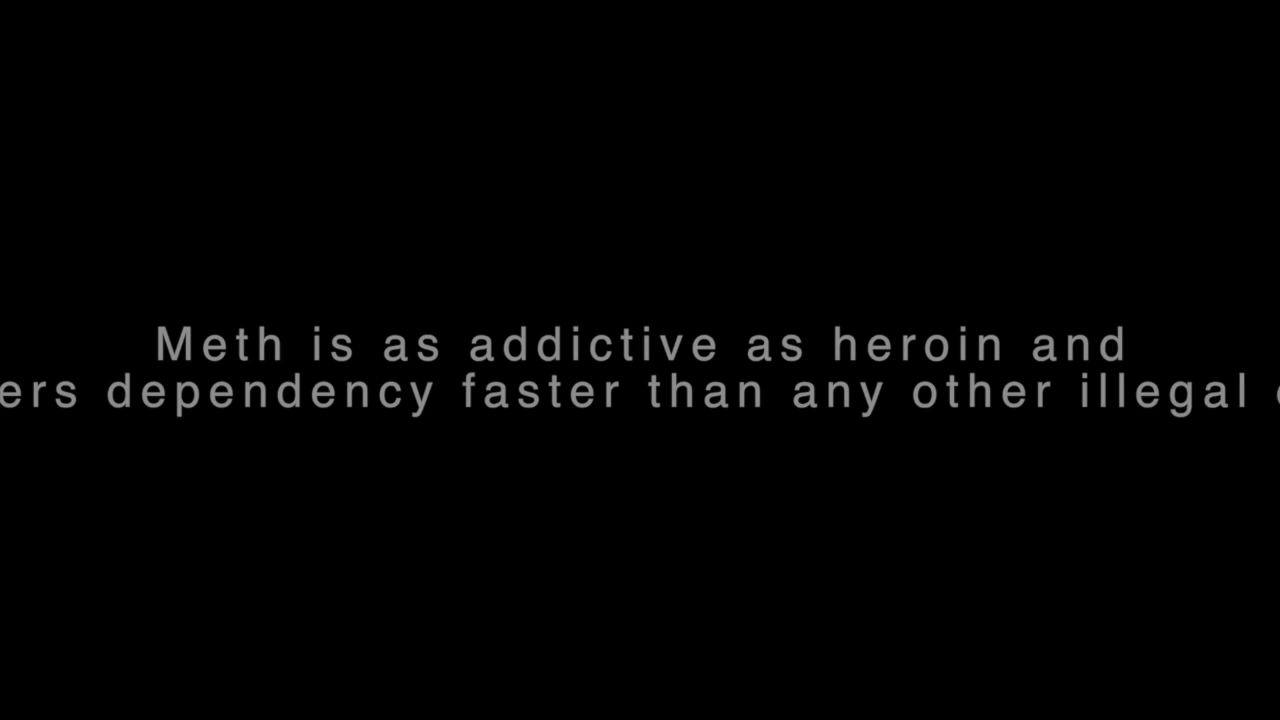 Meth is as addictive as heroin and
ers dependency faster than any other illegal